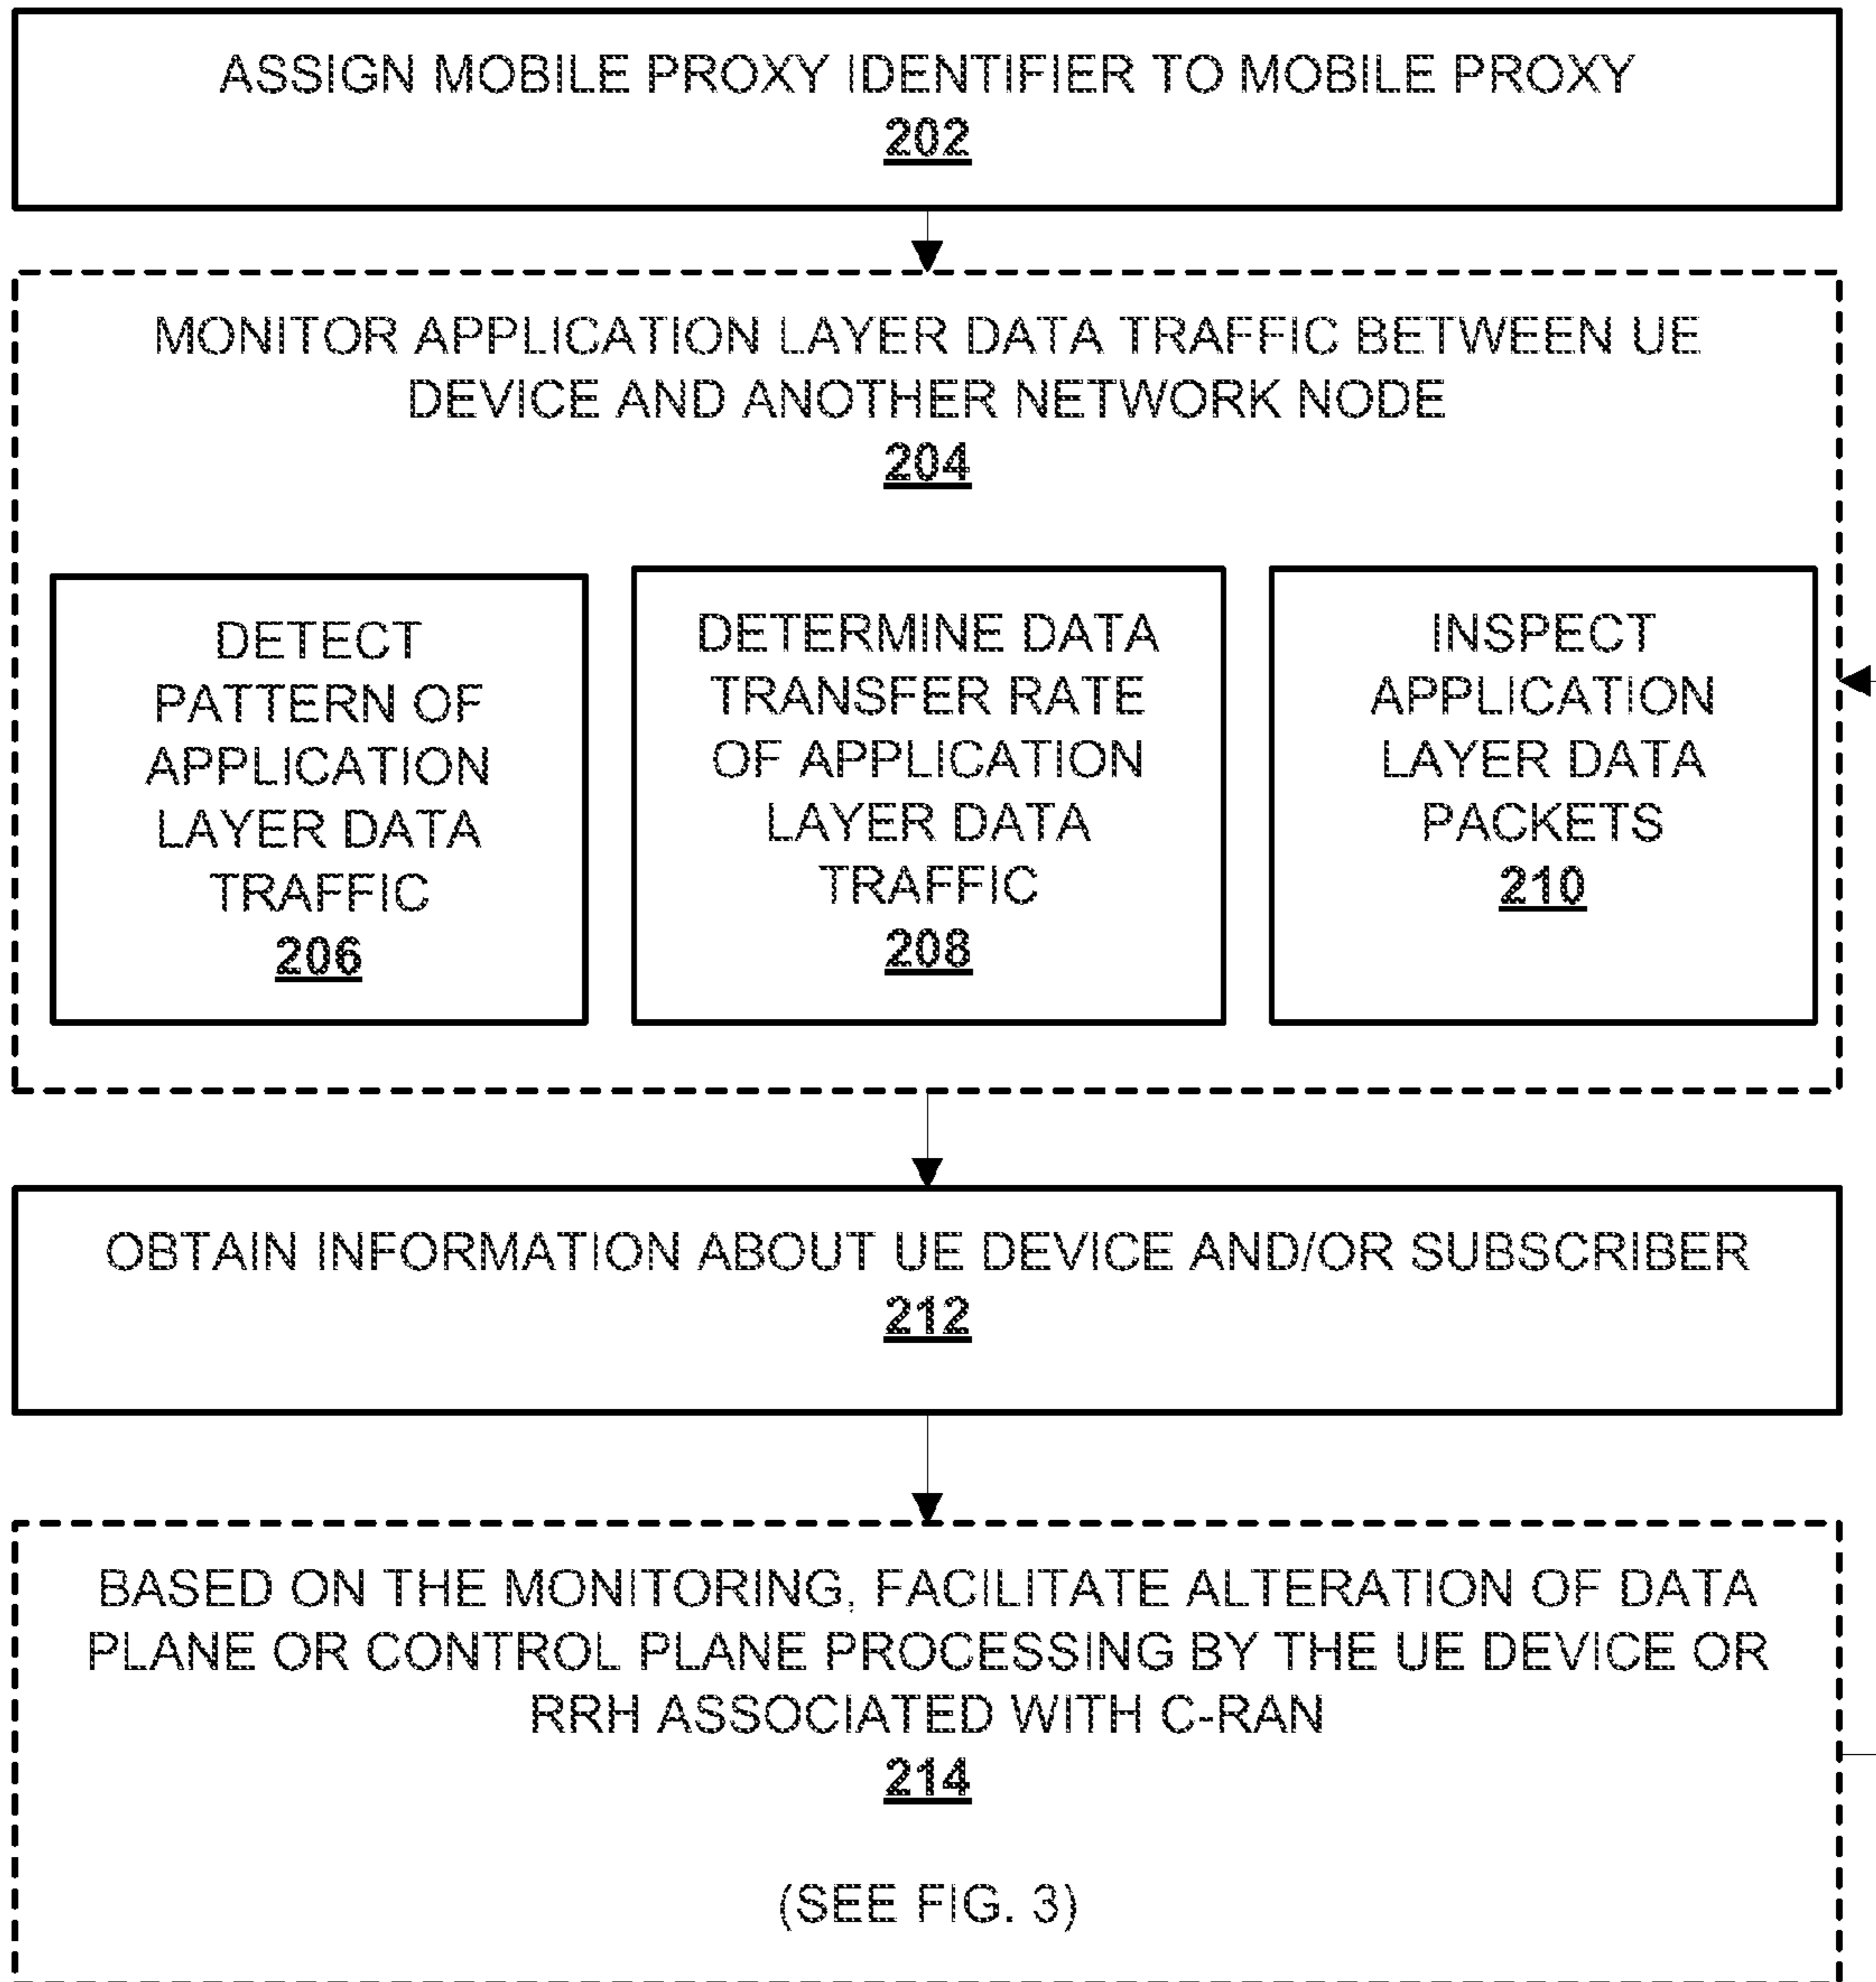 ASSIGN MOBILE PROXY IDENTIFIER TO MOBILE PROXY
202
MONITOR APPLICATION LAYER DATA TRAFFIC BETWEEN UE
DEVICE AND ANOTHER NETWORK NODE
204
DETECT
PATTERN OF
APPLICATION
LAYER DATA
TRAFFIC
206
DETERMINE DATA
TRANSFER RATE
OF APPLICATION
LAYER DATA
TRAFFIC
208
INSPECT
APPLICATION
LAYER DATA
PACKETS
210
OBTAIN INFORMATION ABOUT UE DEVICE AND/OR SUBSCRIBER
212
BASED ON THE MONITORING, FACILITATE ALTERATION OF DATA
PLANE OR CONTROL PLANE PROCESSING BY THE UE DEVICE OR
RRH ASSOCIATED WITH C-RAN
214
(SEE FIG. 3)